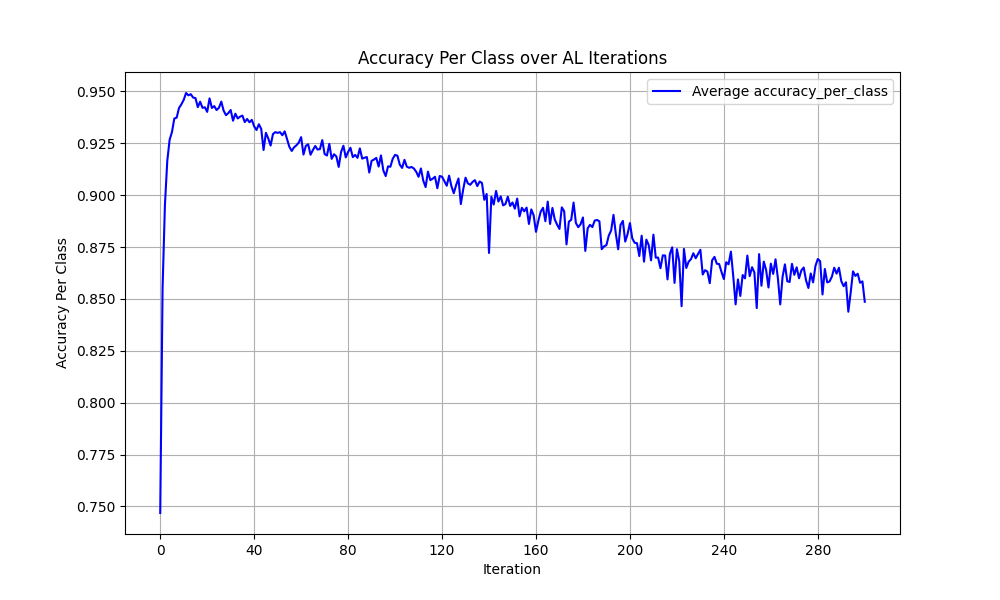 Accuracy Per Class over AL Iterations
Average accuracy_per_class
Accuracy Per Class
0.950
0.925
0.900
0.875
0.850
0.825
0.800
0.775
0.750
0 40 80 120 160 200 240 280
Iteration